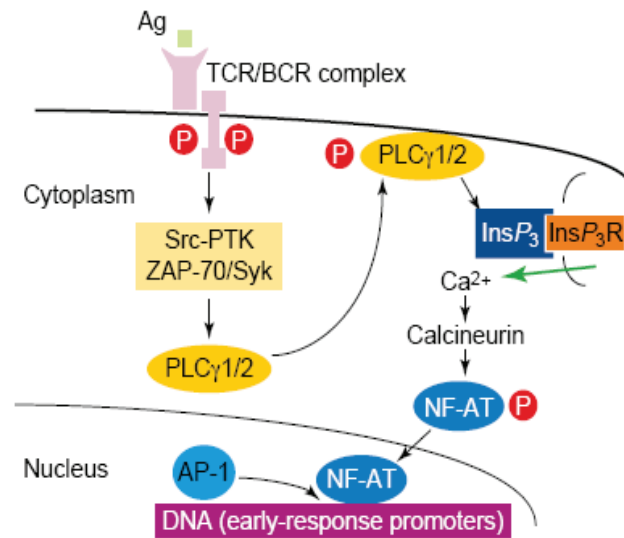 Ag
TCR/BCR complex
P
P
P
PLCγ1/2
Cytoplasm
Src-PTK
ZAP-70/Syk
InsP3
InsP3R
Ca2+
Calcineurin
PLCγ1/2
NF-AT
P
Nucleus
AP-1
NF-AT
DNA (early-response promoters)